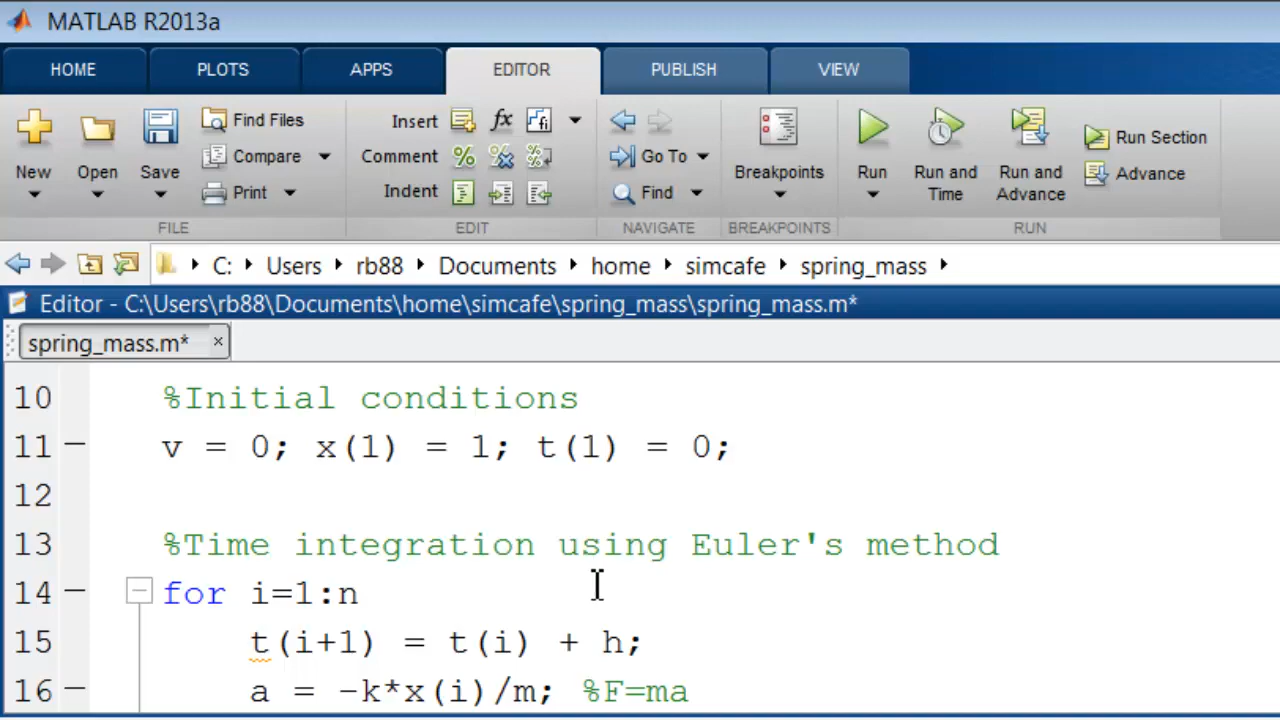 MATLAB R2013a
HOME PLOTS APPS EDITOR PUBLISH VIEW
New Open Save Find Files Compare Print
Insert fx Comment Indent
Go To Find
Breakpoints
Run Run and Time Run and Advance Run Section Advance
FILE EDIT NAVIGATE BREAKPOINTS RUN
C: Users rb88 Documents home simcafe spring_mass
Editor - C:\Users\rb88\Documents\home\simcafe\spring_mass\spring_mass.m*
spring_mass.m* ×
10 %Initial conditions
11 v = 0; x(1) = 1; t(1) = 0;
12
13 %Time integration using Euler's method
14 for i=1:n
15 t(i+1) = t(i) + h;
16 a = -k*x(i)/m; %F=ma